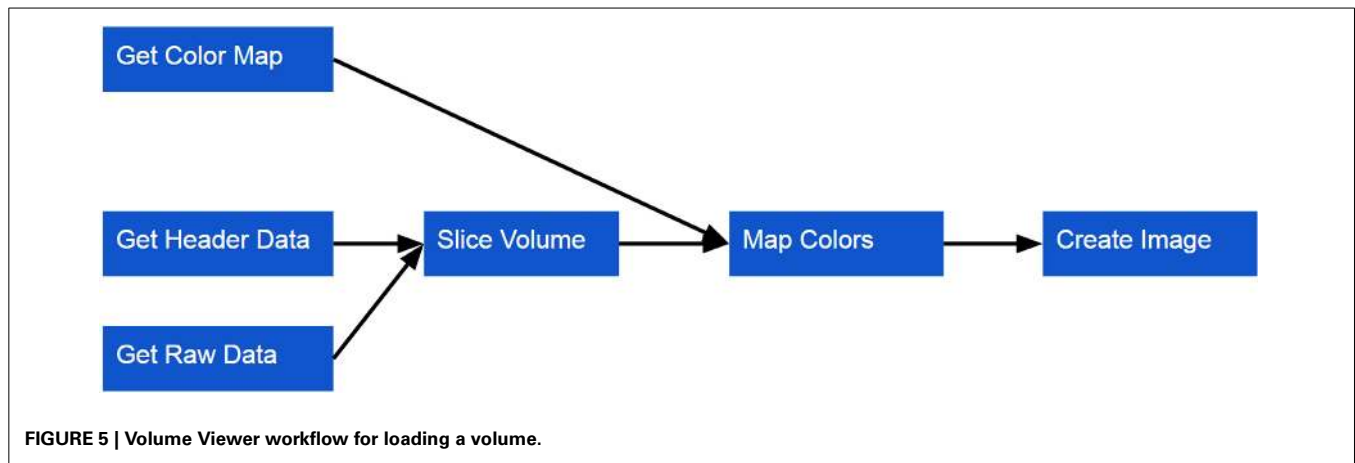 Get Color Map
Get Header Data
Slice Volume
Map Colors
Create Image
Get Raw Data
FIGURE 5 | Volume Viewer workflow for loading a volume.